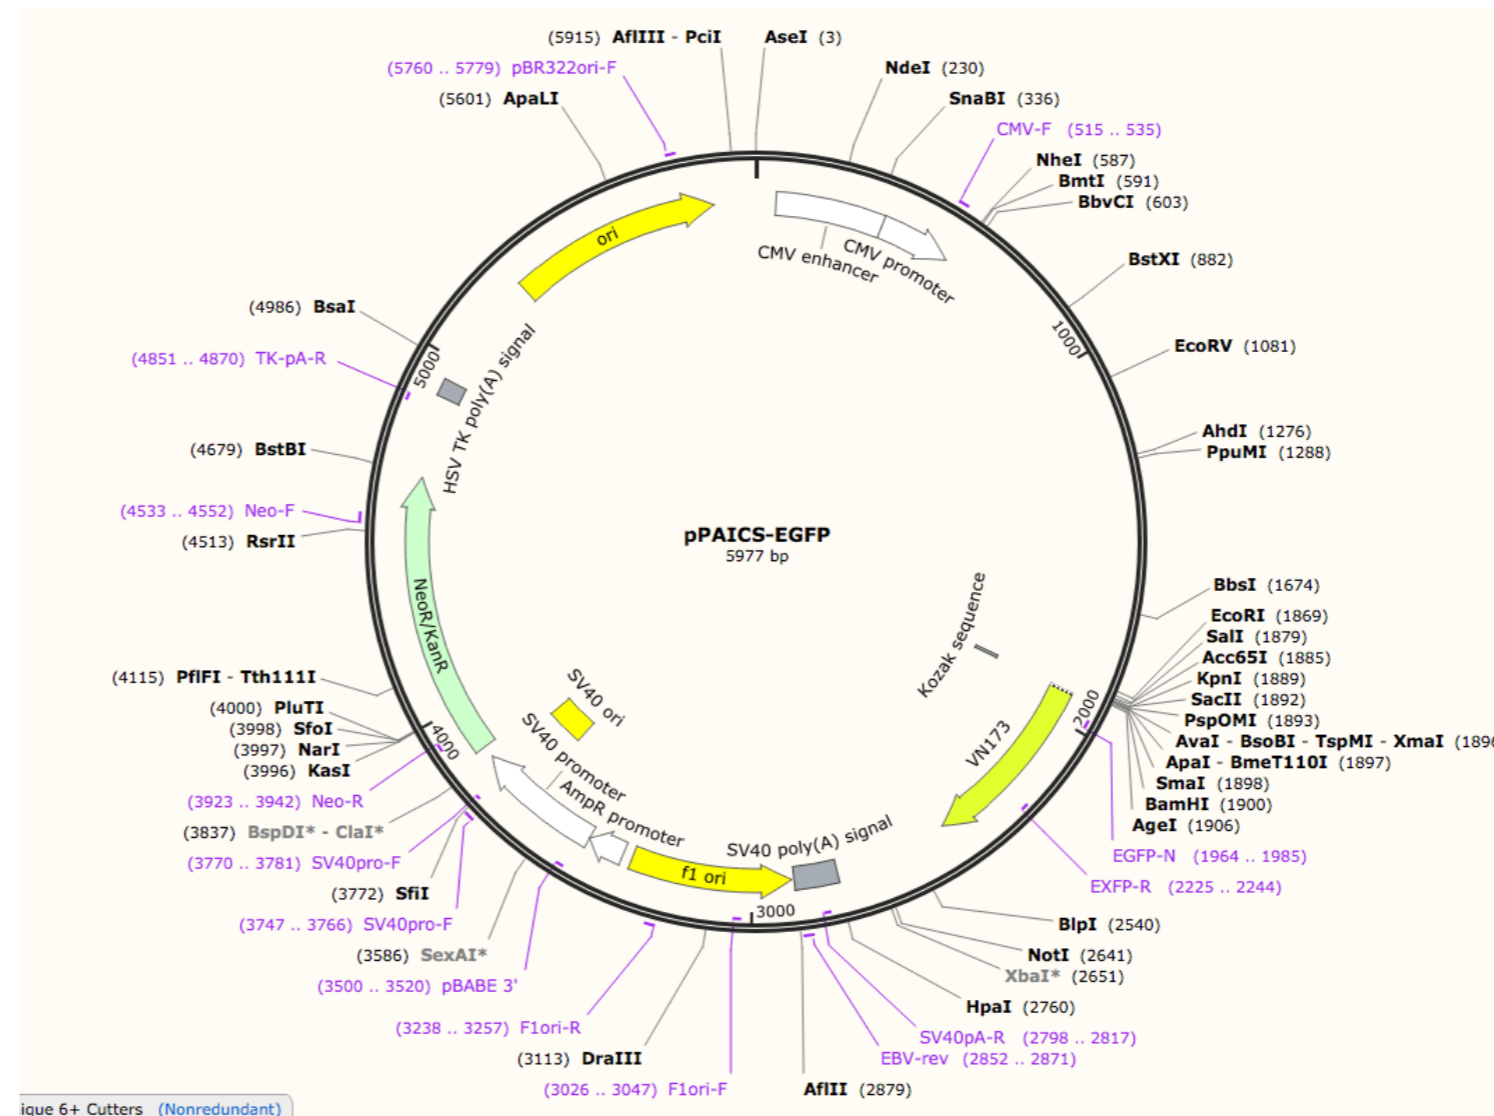 (5915) AflIII - PciI
AseI (3)
(5760 .. 5779) pBR322ori-F
NdeI (230)
(5601) ApaLI
SnaBI (336)
CMV-F (515 .. 535)
NheI (587)
BmtI (591)
BbvCI (603)
ori
CMV enhancer
CMV promoter
BstXI (882)
(4986) BsaI
1000
EcoRV (1081)
(4851 .. 4870) TK-pA-R
5000
HSV TK poly(A) signal
AhdI (1276)
(4679) BstBI
PpuMI (1288)
(4533 .. 4552) Neo-F
(4513) RsrII
pPAICS-EGFP
5977 bp
BbsI (1674)
NeoR/KanR
Kozak sequence
EcoRI (1869)
SalI (1879)
Acc65I (1885)
(4115) PflFI - Tth111I
KpnI (1889)
SV40 ori
SacII (1892)
(4000) PluTI
2000
PspOMI (1893)
(3998) SfoI
4000
SV40 promoter
VN173
AvaI - BsoBI - TspMI - XmaI (1896
(3997) NarI
ApaI - BmeT110I (1897)
(3996) KasI
SmaI (1898)
(3923 .. 3942) Neo-R
AmpR promoter
BamHI (1900)
(3837) BspDI* - ClaI*
AgeI (1906)
SV40 poly(A) signal
(3770 .. 3781) SV40pro-F
EGFP-N (1964 .. 1985)
f1 ori
(3772) SfiI
EXFP-R (2225 .. 2244)
3000
(3747 .. 3766) SV40pro-F
BlpI (2540)
(3586) SexAI*
NotI (2641)
XbaI* (2651)
(3500 .. 3520) pBABE 3'
HpaI (2760)
(3238 .. 3257) F1ori-R
SV40pA-R (2798 .. 2817)
(3113) DraIII
EBV-rev (2852 .. 2871)
(3026 .. 3047) F1ori-F
AflII (2879)
ique 6+ Cutters (Nonredundant)